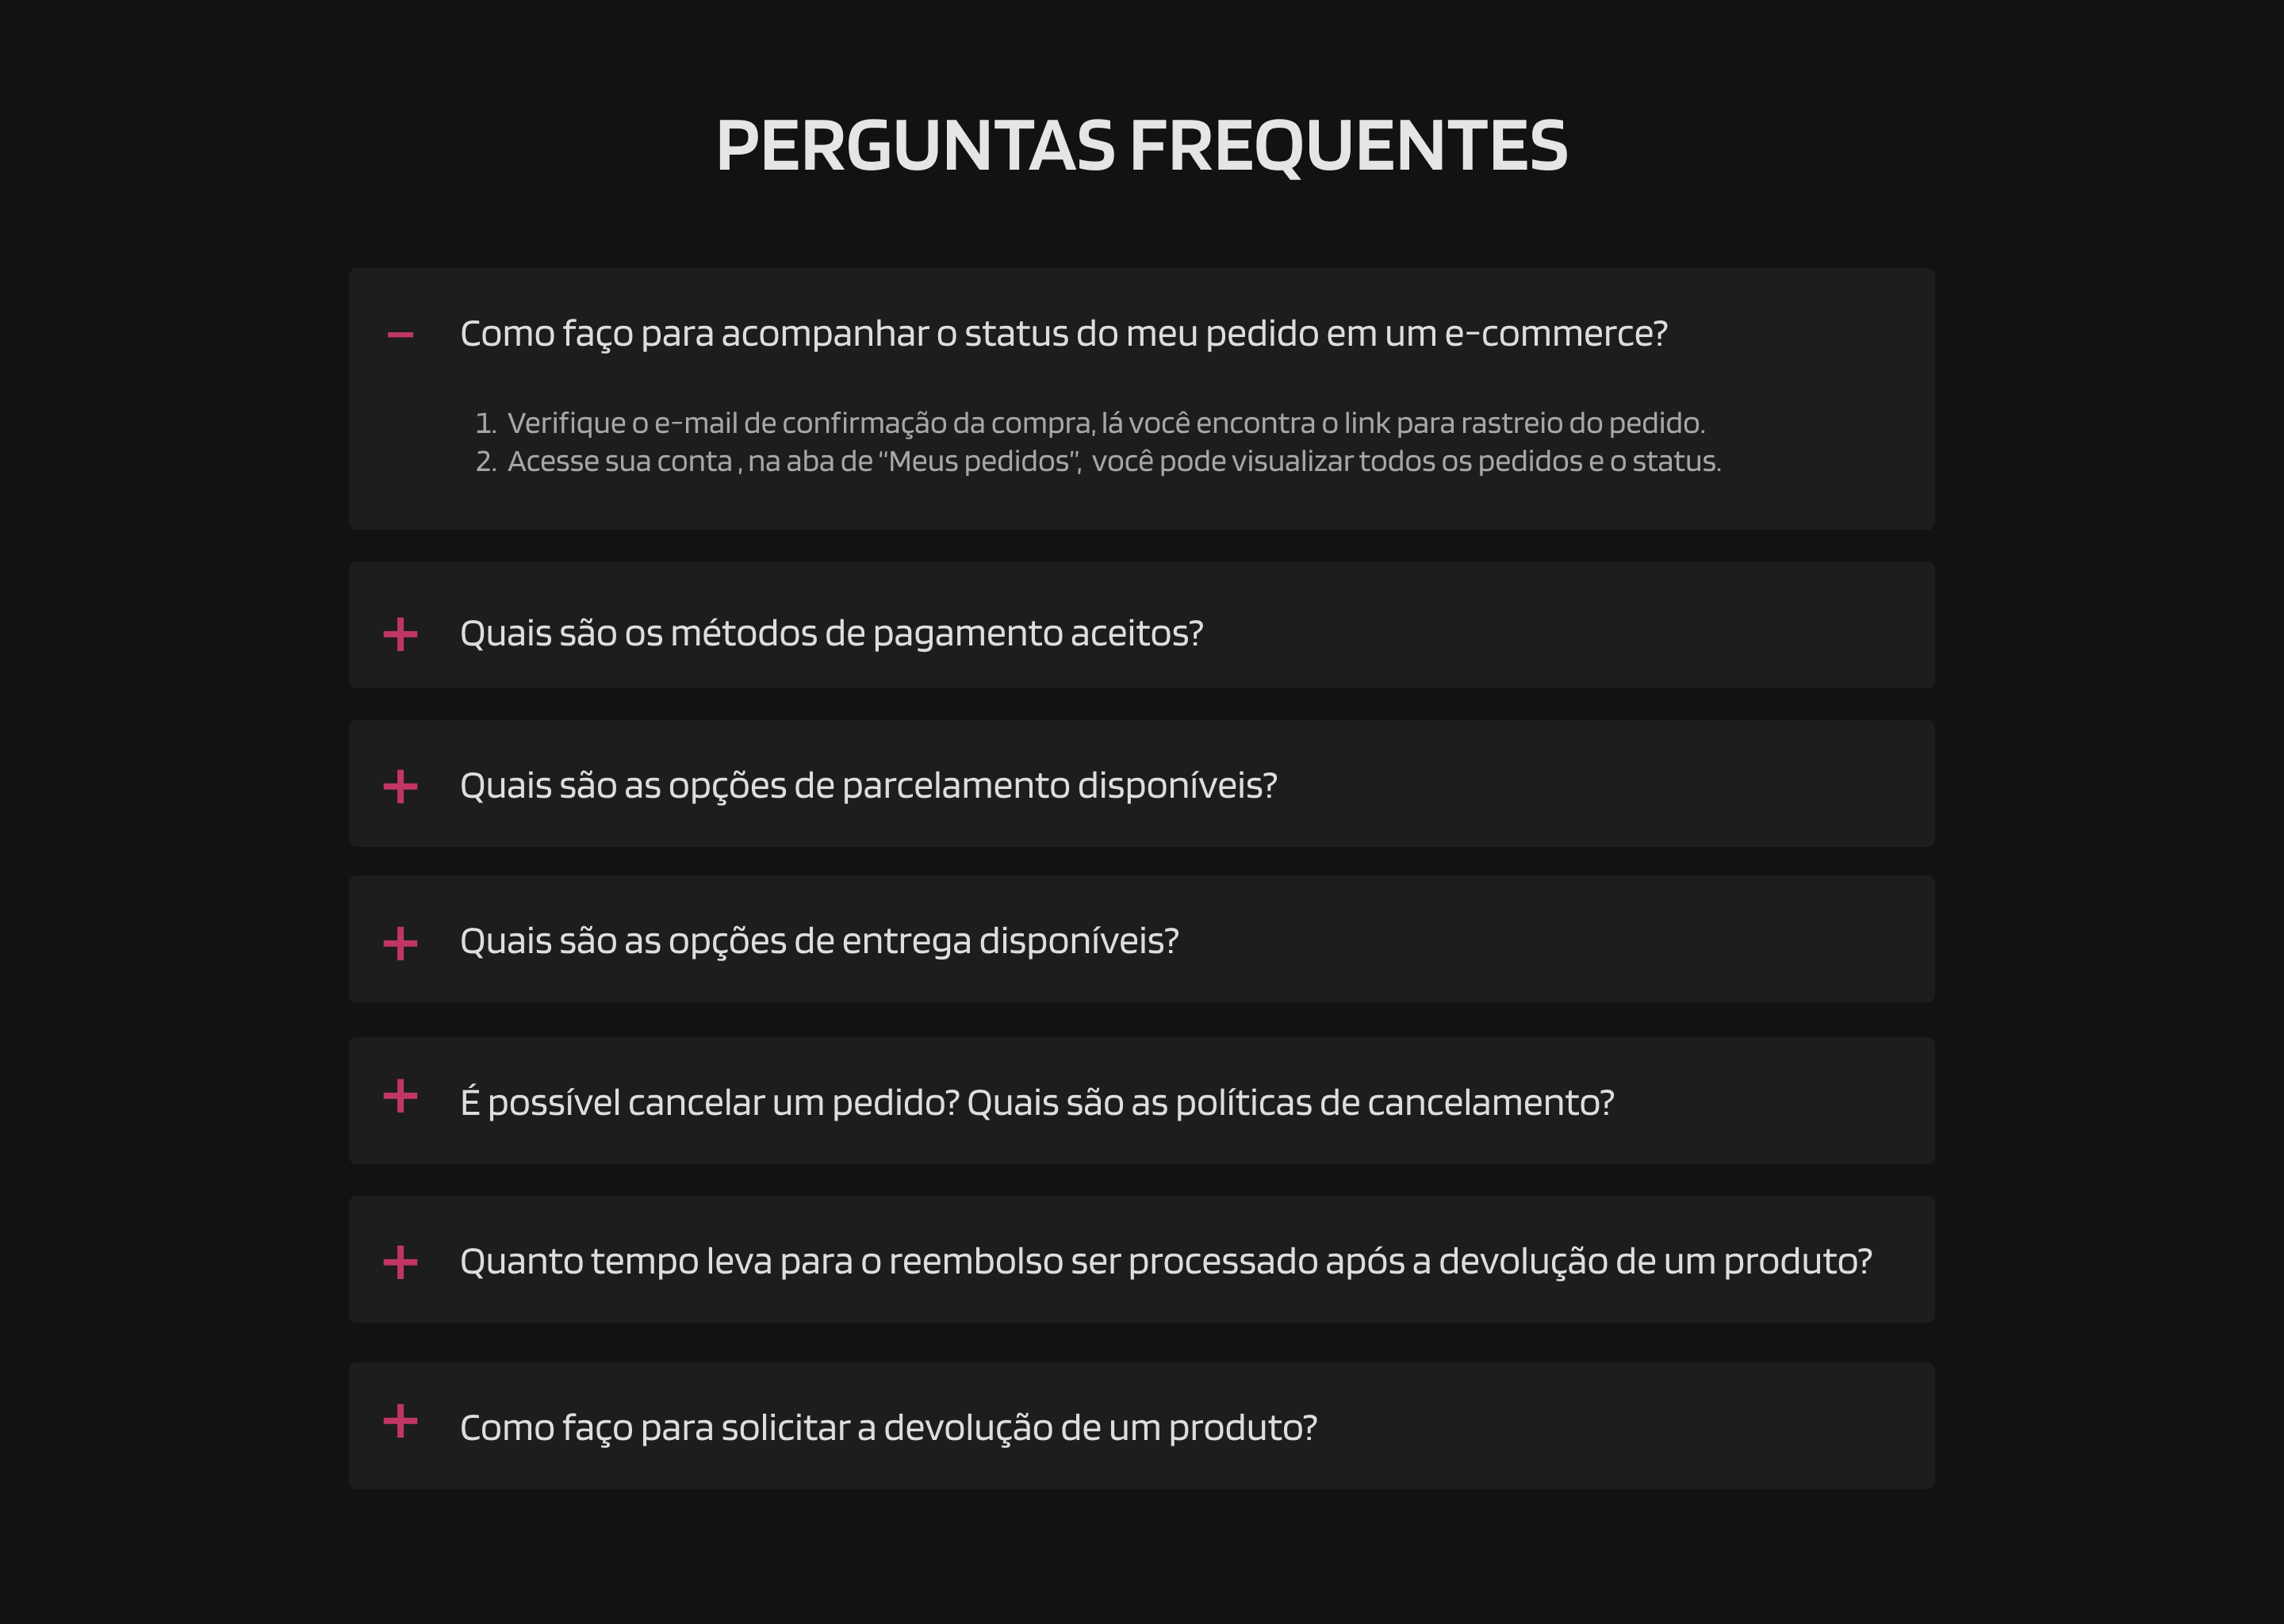 PERGUNTAS FREQUENTES
Como faço para acompanhar o status do meu pedido em um e-commerce?
1. Verifique o e-mail de confirmação da compra, lá você encontra o link para rastreio do pedido.
2. Acesse sua conta , na aba de “Meus pedidos”, você pode visualizar todos os pedidos e o status.
Quais são os métodos de pagamento aceitos?
Quais são as opções de parcelamento disponíveis?
Quais são as opções de entrega disponíveis?
É possível cancelar um pedido? Quais são as políticas de cancelamento?
Quanto tempo leva para o reembolso ser processado após a devolução de um produto?
Como faço para solicitar a devolução de um produto?